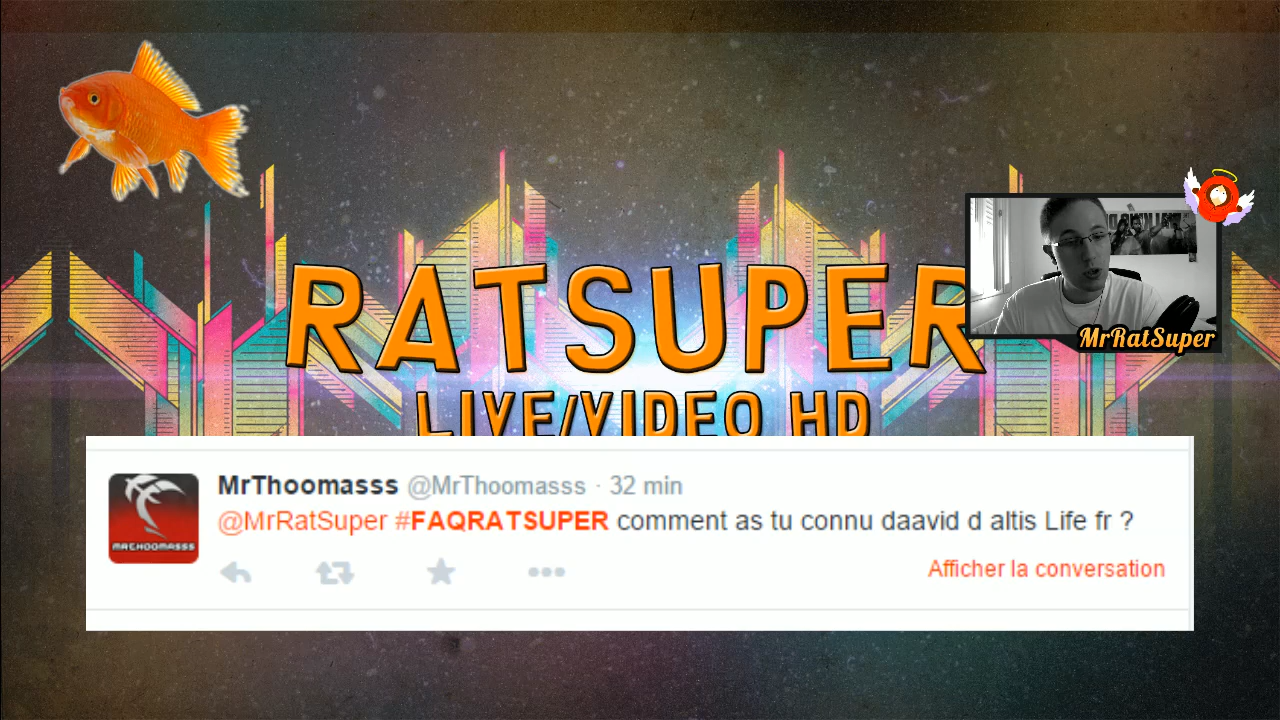 RATSUPER
LIVE/VIDEO HD
MrRatSuper
MrThoomasss @MrThoomasss · 32 min
@MrRatSuper #FAQRATSUPER comment as tu connu daavid d altis Life fr ?
MRTHOOMASSS
Afficher la conversation